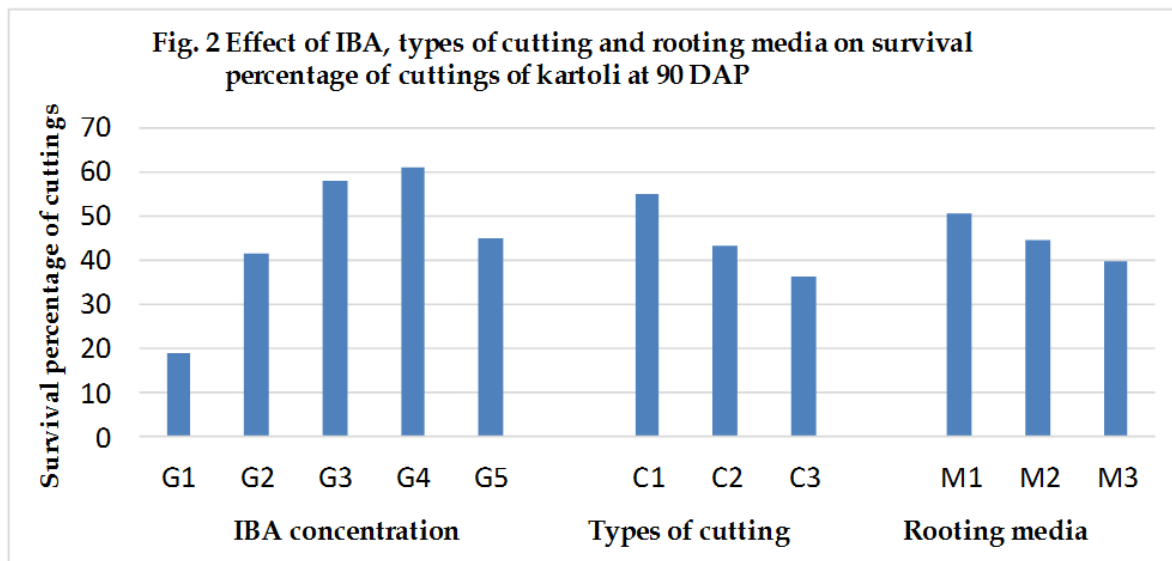 Fig. 2 Effect of IBA, types of cutting and rooting media on survival
percentage of cuttings of kartoli at 90 DAP
Survival percentage of cuttings
70
60
50
40
30
20
10
0
G1 G2 G3 G4 G5 C1 C2 C3 M1 M2 M3
IBA concentration Types of cutting Rooting media